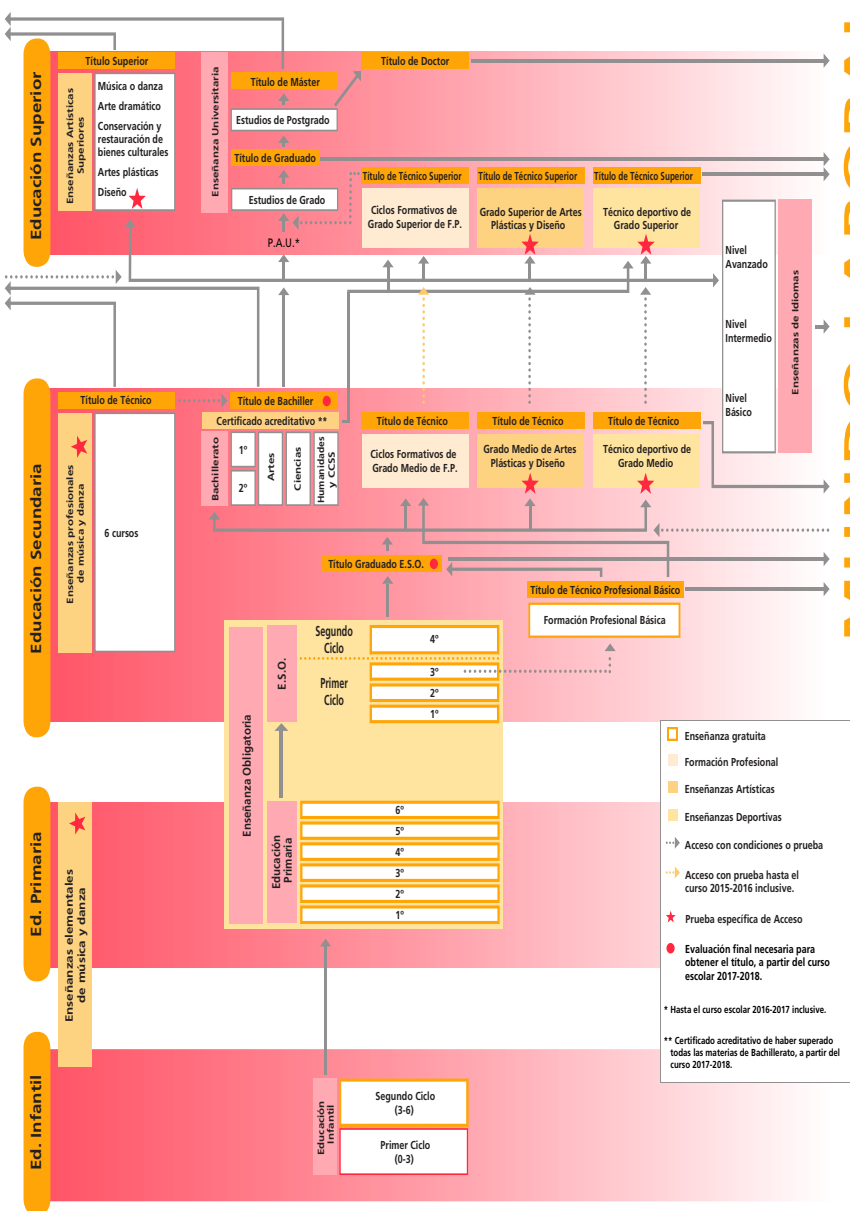 Educación Superior
Título Superior
Enseñanzas Artísticas
Superiores
Música o danza
Arte dramático
Conservación y
restauración de
bienes culturales
Artes plásticas
Diseño
Enseñanza Universitaria
Título de Doctor
Título de Máster
Estudios de Postgrado
Título de Graduado
Estudios de Grado
P.A.U.*
Título de Técnico Superior
Ciclos Formativos de
Grado Superior de F.P.
Título de Técnico Superior
Grado Superior de Artes
Plásticas y Diseño
Título de Técnico Superior
Técnico deportivo de
Grado Superior
Nivel
Avanzado
Nivel
Intermedio
Nivel
Básico
Enseñanzas de Idiomas
Educación Secundaria
Título de Técnico
Enseñanzas profesionales
de música y danza
6 cursos
Título de Bachiller
Certificado acreditativo **
Bachillerato
1º
2º
Artes
Ciencias
Humanidades
y CCSS
Título de Técnico
Ciclos Formativos de
Grado Medio de F.P.
Título de Técnico
Grado Medio de Artes
Plásticas y Diseño
Título de Técnico
Técnico deportivo de
Grado Medio
Título Graduado E.S.O.
Título de Técnico Profesional Básico
Formación Profesional Básica
Enseñanza Obligatoria
E.S.O.
Segundo
Ciclo
4º
Primer
Ciclo
3º
2º
1º
Ed. Primaria
Enseñanzas elementales
de música y danza
Educación
Primaria
6º
5º
4º
3º
2º
1º
Ed. Infantil
Educación
Infantil
Segundo Ciclo
(3-6)
Primer Ciclo
(0-3)
Enseñanza gratuita
Formación Profesional
Enseñanzas Artísticas
Enseñanzas Deportivas
Acceso con condiciones o prueba
Acceso con prueba hasta el
curso 2015-2016 inclusive.
Prueba específica de Acceso
Evaluación final necesaria para
obtener el título, a partir del curso
escolar 2017-2018.
* Hasta el curso escolar 2016-2017 inclusive.
** Certificado acreditativo de haber superado
todas las materias de Bachillerato, a partir del
curso 2017-2018.